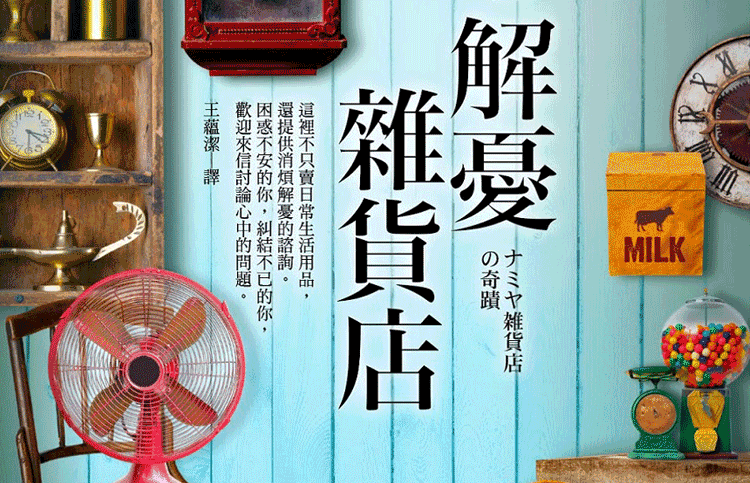 解憂
雜貨店
ナミヤ雑貨店
の奇蹟
這裡不只賣日常生活用品，
還提供消煩解憂的諮詢。
困惑不安的你，糾結不已的你，
歡迎來信討論心中的問題。
王蘊潔 譯
MILK